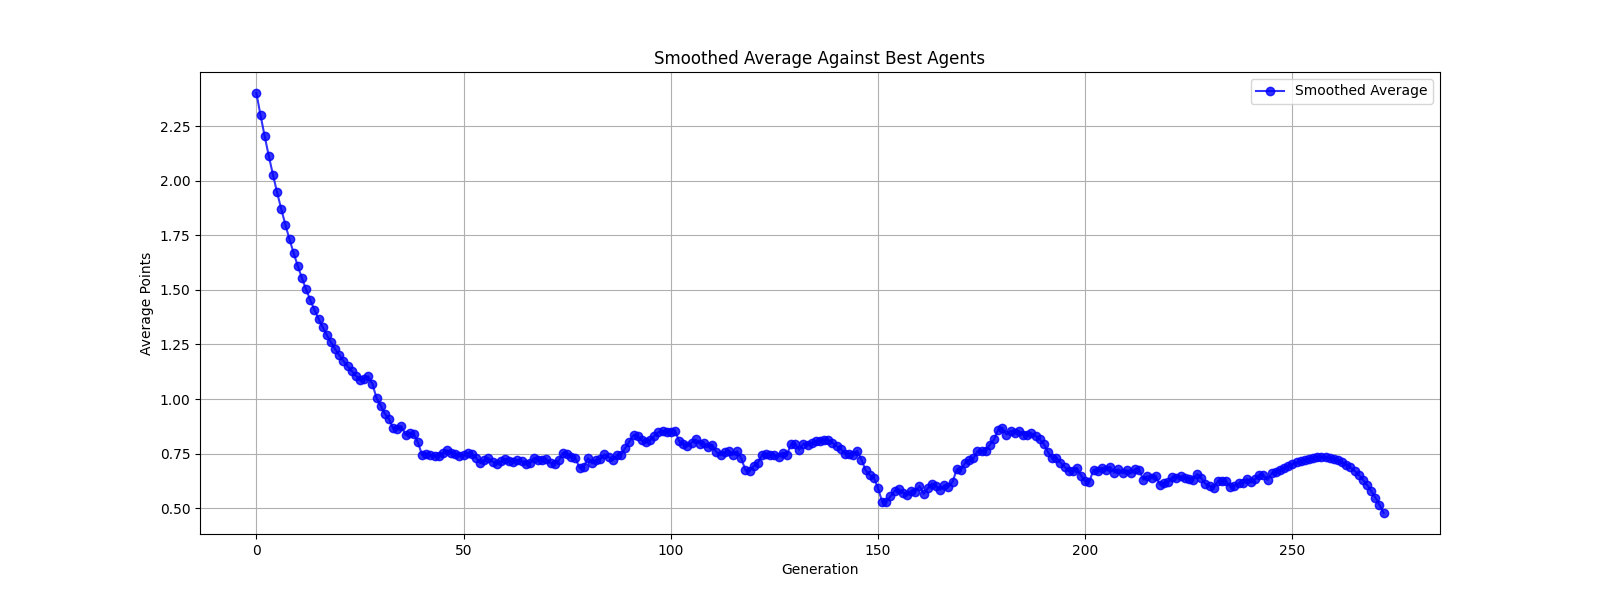 Smoothed Average Against Best Agents
Smoothed Average
Average Points
2.25
2.00
1.75
1.50
1.25
1.00
0.75
0.50
0 50 100 150 200 250
Generation